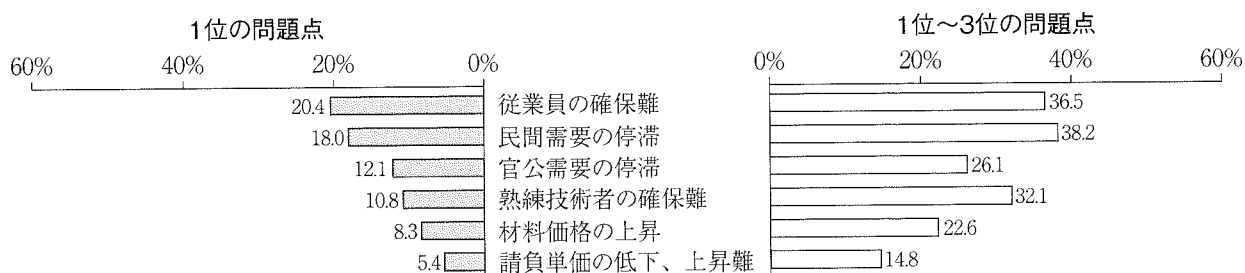 1位の問題点
1位～3位の問題点
60% 40% 20% 0%
0% 20% 40% 60%
20.4 従業員の確保難 36.5
18.0 民間需要の停滞 38.2
12.1 官公需要の停滞 26.1
10.8 熟練技術者の確保難 32.1
8.3 材料価格の上昇 22.6
5.4 請負単価の低下、上昇難 14.8